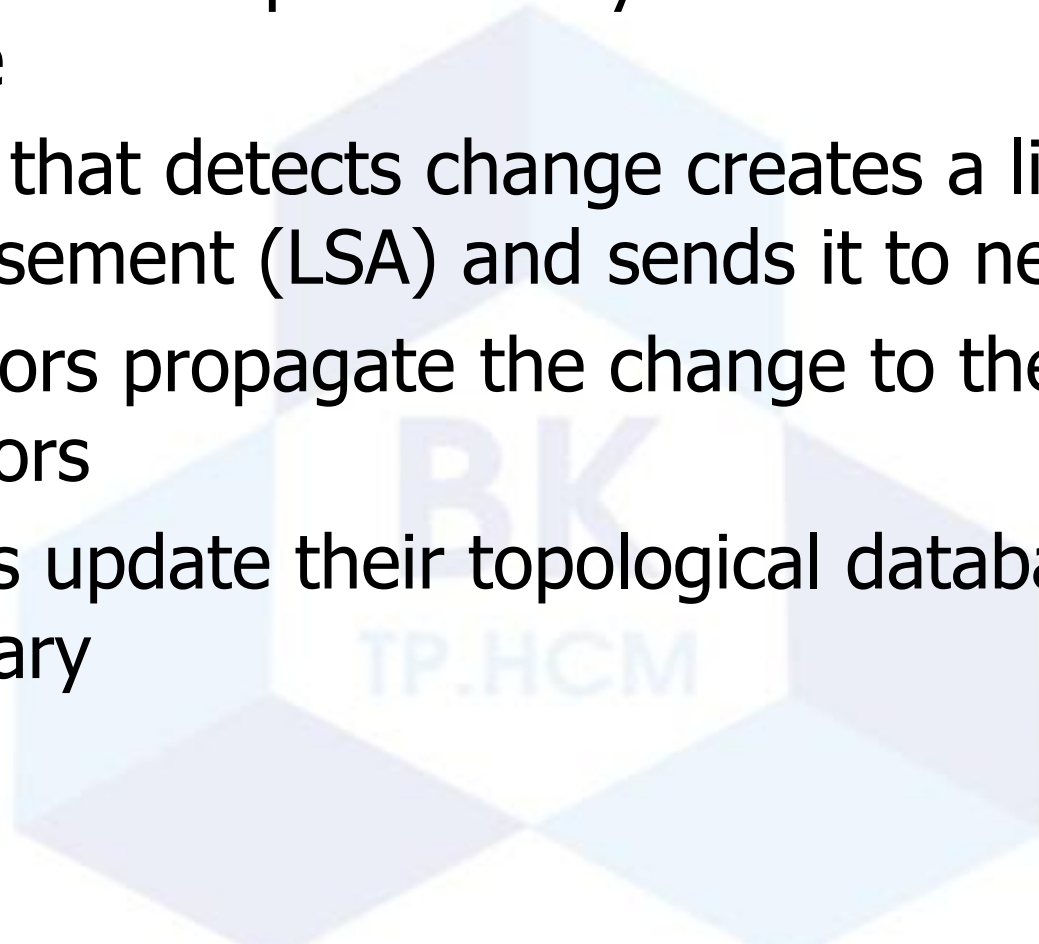 that detects change creates a li
sement (LSA) and sends it to ne
ors propagate the change to the
ors
s update their topological databa
ary
BK
TP.HCM